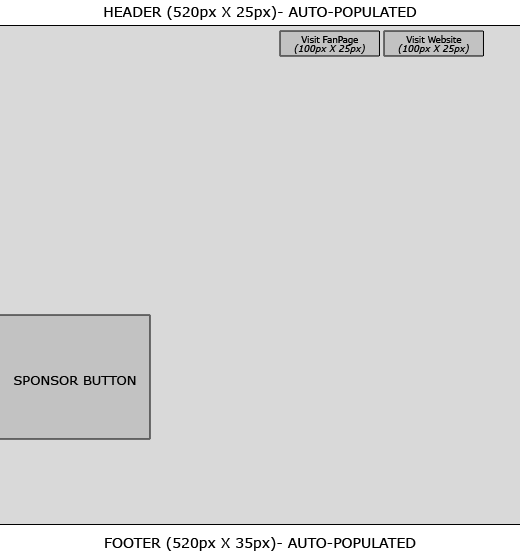 HEADER (520px X 25px)- AUTO-POPULATED
Visit FanPage
(100px X 25px)
Visit Website
(100px X 25px)
SPONSOR BUTTON
FOOTER (520px X 35px)- AUTO-POPULATED